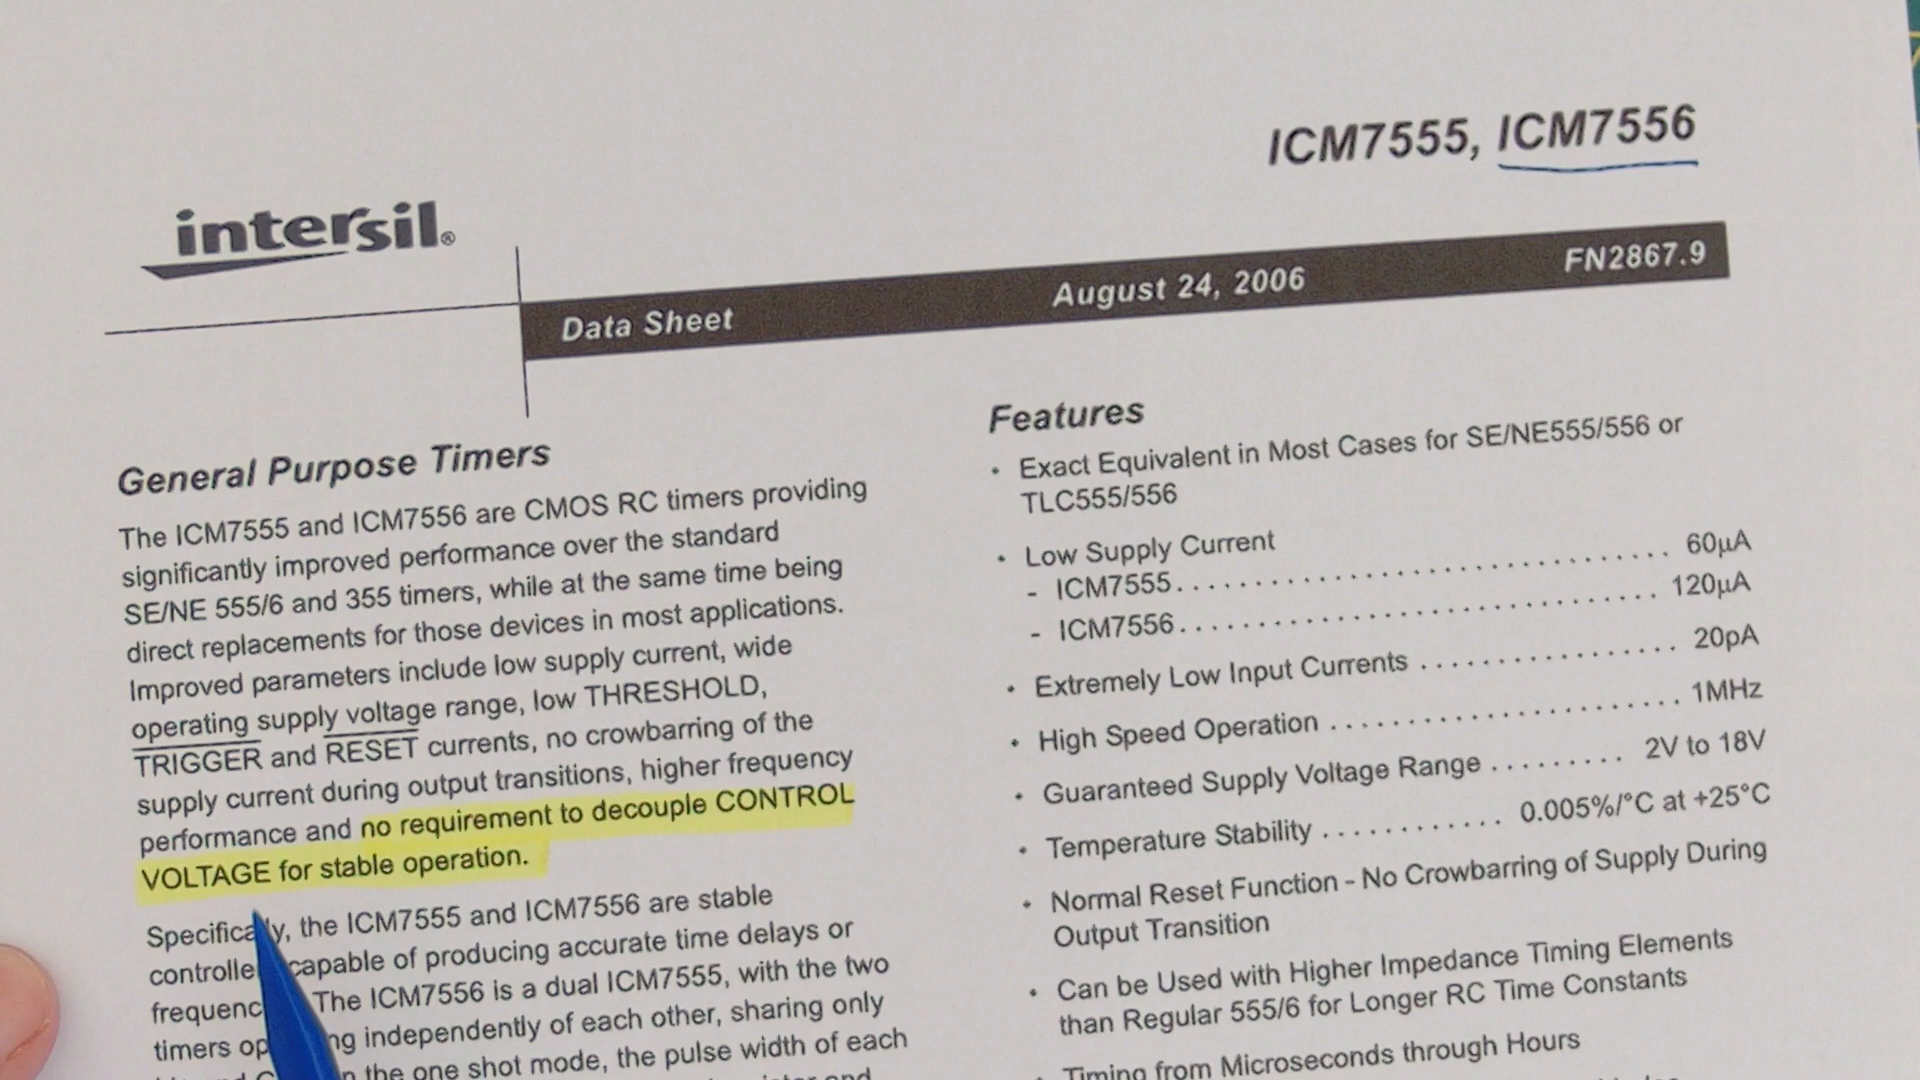 ICM7555, ICM7556
intersil®
Data Sheet August 24, 2006 FN2867.9
General Purpose Timers
The ICM7555 and ICM7556 are CMOS RC timers providing
significantly improved performance over the standard
SE/NE 555/6 and 355 timers, while at the same time being
direct replacements for those devices in most applications.
Improved parameters include low supply current, wide
operating supply voltage range, low THRESHOLD,
TRIGGER and RESET currents, no crowbarring of the
supply current during output transitions, higher frequency
performance and no requirement to decouple CONTROL
VOLTAGE for stable operation.
Specifically, the ICM7555 and ICM7556 are stable
capable of producing accurate time delays or
The ICM7556 is a dual ICM7555, with the two
timers independently of each other, sharing only
the one shot mode, the pulse width of each
Features
• Exact Equivalent in Most Cases for SE/NE555/556 or
TLC555/556
• Low Supply Current
- ICM7555 . . . . . . . . . . . . . . . . . . . . . . . . . . . . . . . . . 60µA
- ICM7556 . . . . . . . . . . . . . . . . . . . . . . . . . . . . . . . . 120µA
• Extremely Low Input Currents . . . . . . . . . . . . . . . . . 20pA
• High Speed Operation . . . . . . . . . . . . . . . . . . . . . . . 1MHz
• Guaranteed Supply Voltage Range . . . . . . . . . 2V to 18V
• Temperature Stability . . . . . . . . . . . . 0.005%/°C at +25°C
• Normal Reset Function - No Crowbarring of Supply During
Output Transition
• Can be Used with Higher Impedance Timing Elements
than Regular 555/6 for Longer RC Time Constants
• Timing from Microseconds through Hours